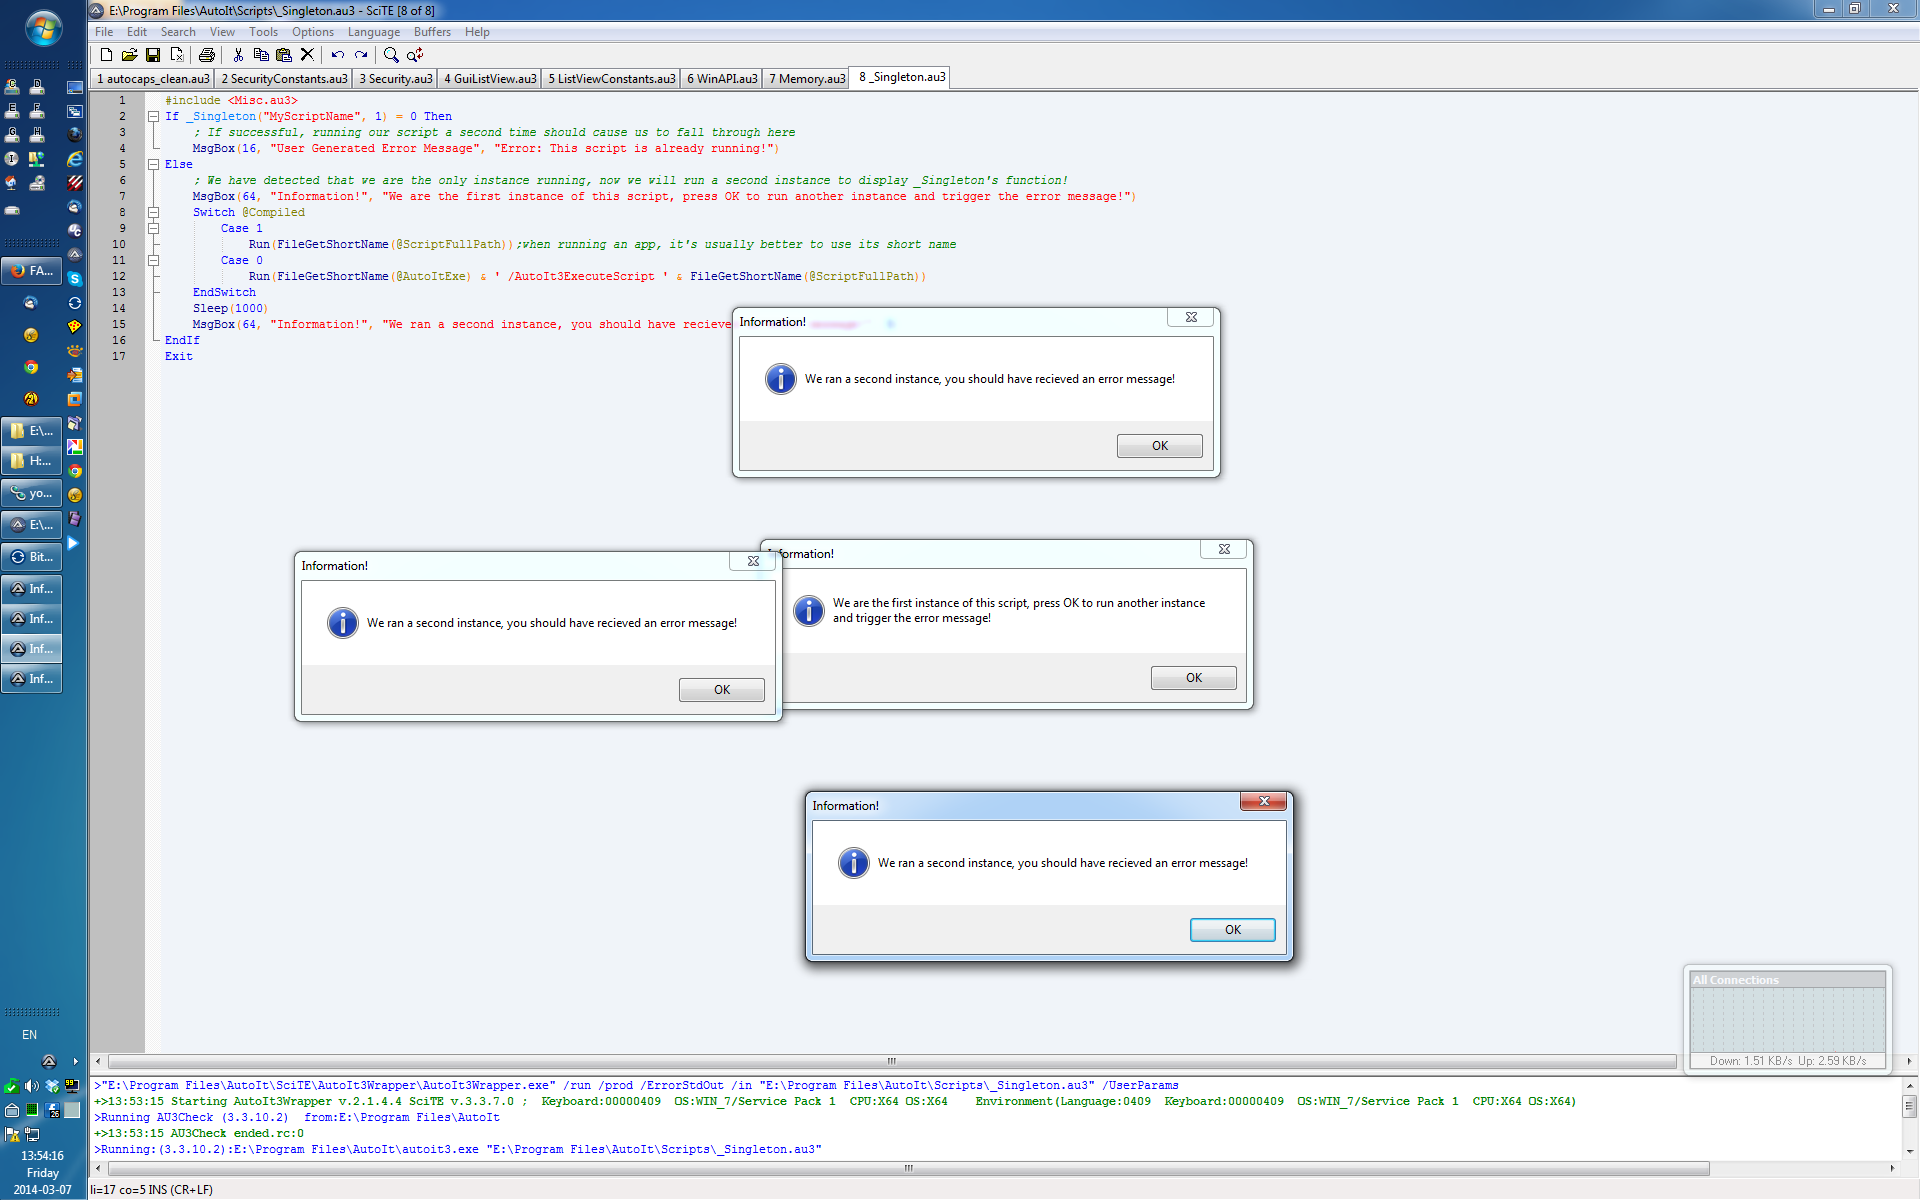 E:\Program Files\AutoIt\Scripts\_Singleton.au3 - SciTE [8 of 8]
File Edit Search View Tools Options Language Buffers Help
1 autocaps_clean.au3 2 SecurityConstants.au3 3 Security.au3 4 GuiListView.au3 5 ListViewConstants.au3 6 WinAPI.au3 7 Memory.au3 8 _Singleton.au3
1 #include <Misc.au3>
2 If _Singleton("MyScriptName", 1) = 0 Then
3 ; If successful, running our script a second time should cause us to fall through here
4 MsgBox(16, "User Generated Error Message", "Error: This script is already running!")
5 Else
6 ; We have detected that we are the only instance running, now we will run a second instance to display _Singleton's function!
7 MsgBox(64, "Information!", "We are the first instance of this script, press OK to run another instance and trigger the error message!")
8 Switch @Compiled
9 Case 1
10 Run(FileGetShortName(@ScriptFullPath));when running an app, it's usually better to use its short name
11 Case 0
12 Run(FileGetShortName(@AutoItExe) & ' /AutoIt3ExecuteScript ' & FileGetShortName(@ScriptFullPath))
13 EndSwitch
14 Sleep(1000)
15 MsgBox(64, "Information!", "We ran a second instance, you should have recieve
16 EndIf
17 Exit
Information!
We ran a second instance, you should have recieved an error message!
OK
Information!
We ran a second instance, you should have recieved an error message!
OK
formation!
We are the first instance of this script, press OK to run another instance
and trigger the error message!
OK
Information!
We ran a second instance, you should have recieved an error message!
OK
All Connections
Down: 1.51 KB/s Up: 2.59 KB/s
>"E:\Program Files\AutoIt\SciTE\AutoIt3Wrapper\AutoIt3Wrapper.exe" /run /prod /ErrorStdOut /in "E:\Program Files\AutoIt\Scripts\_Singleton.au3" /UserParams
+>13:53:15 Starting AutoIt3Wrapper v.2.1.4.4 SciTE v.3.3.7.0 ; Keyboard:00000409 OS:WIN_7/Service Pack 1 CPU:X64 OS:X64 Environment(Language:0409 Keyboard:00000409 OS:WIN_7/Service Pack 1 CPU:X64 OS:X64)
>Running AU3Check (3.3.10.2) from:E:\Program Files\AutoIt
+>13:53:15 AU3Check ended.rc:0
>Running:(3.3.10.2):E:\Program Files\AutoIt\autoit3.exe "E:\Program Files\AutoIt\Scripts\_Singleton.au3"
li=17 co=5 INS (CR+LF)
C D
E F
G H
FA...
E:\...
H:...
yo...
E:\...
Bit...
Inf...
Inf...
Inf...
Inf...
EN
26
13:54:16
Friday
2014-03-07